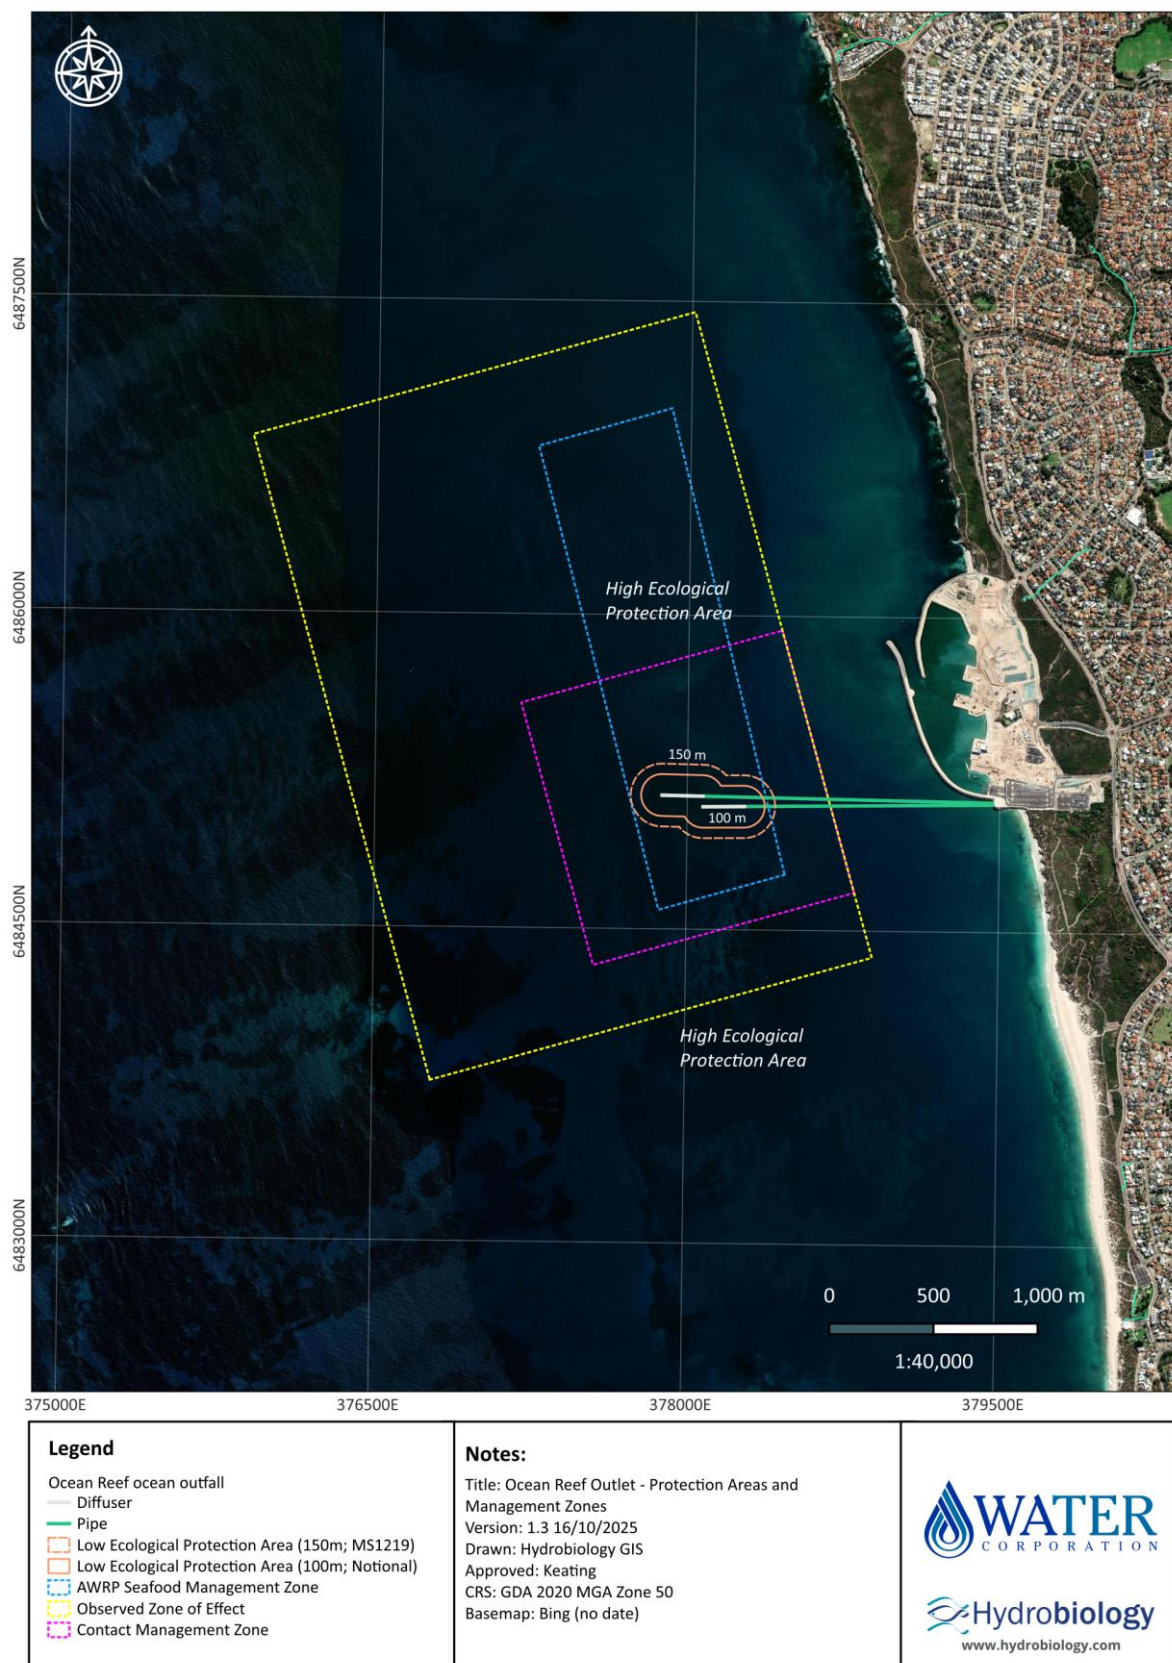 6487500N
6486000N
6484500N
6483000N
High Ecological
Protection Area
150 m
100 m
High Ecological
Protection Area
0 500 1,000 m
1:40,000
375000E 376500E 378000E 379500E
Legend
Ocean Reef ocean outfall
Diffuser
Pipe
Low Ecological Protection Area (150m; MS1219)
Low Ecological Protection Area (100m; Notional)
AWRP Seafood Management Zone
Observed Zone of Effect
Contact Management Zone
Notes:
Title: Ocean Reef Outlet - Protection Areas and
Management Zones
Version: 1.3 16/10/2025
Drawn: Hydrobiology GIS
Approved: Keating
CRS: GDA 2020 MGA Zone 50
Basemap: Bing (no date)
WATER
CORPORATION
Hydrobiology
www.hydrobiology.com